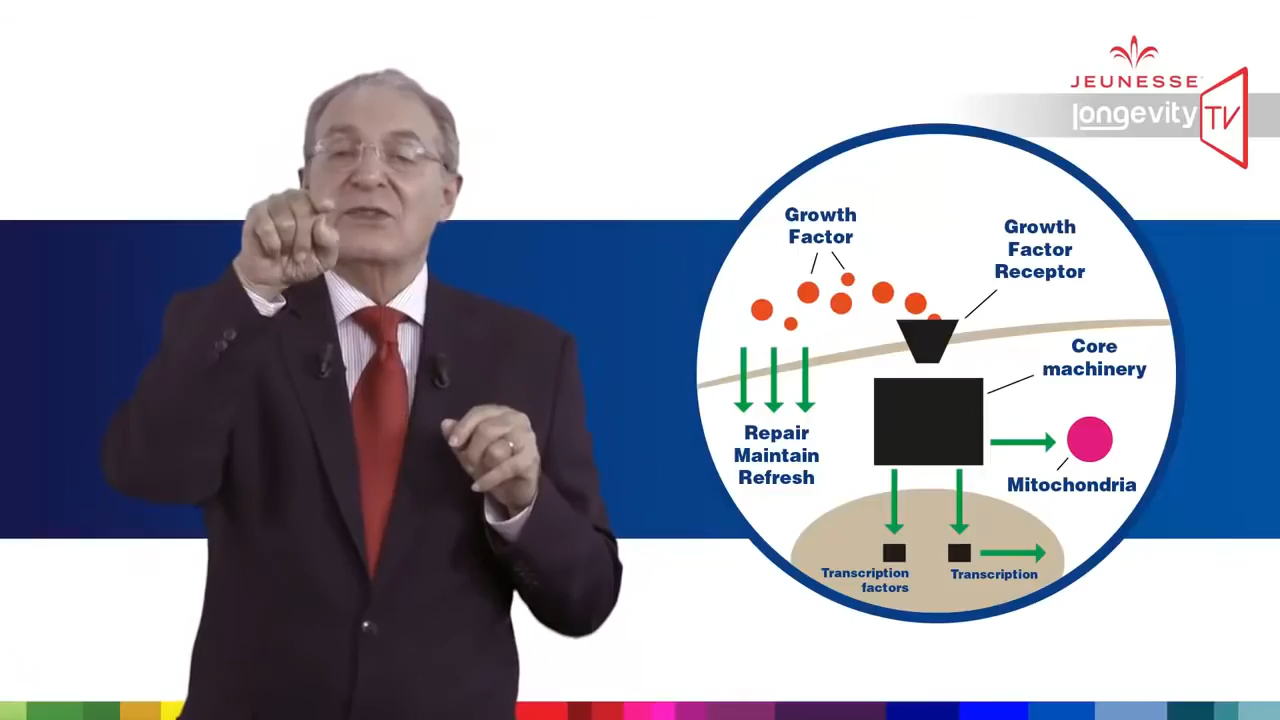 JEUNESSE
longevity TV
Growth
Factor
Growth
Factor
Receptor
Core
machinery
Repair
Maintain
Refresh
Mitochondria
Transcription
factors
Transcription